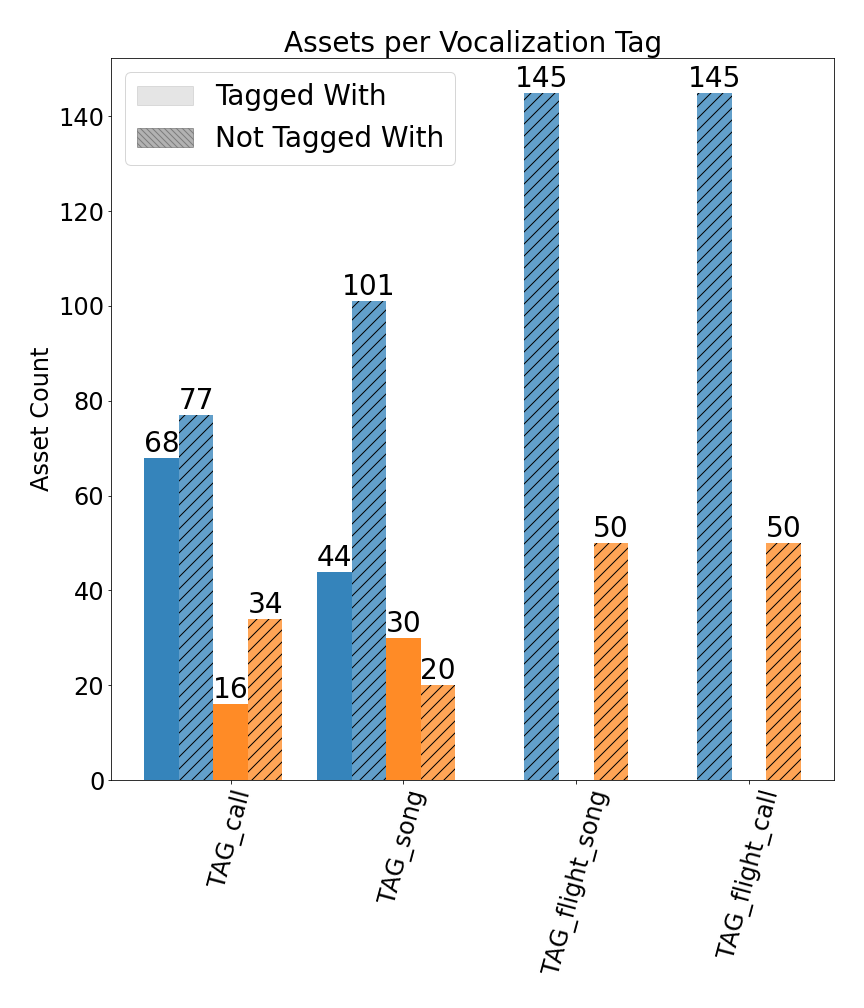 Assets per Vocalization Tag
Tagged With
Not Tagged With
Asset Count
140
120
100
80
60
40
20
0
68
77
16
34
44
101
30
20
145
50
145
50
TAG_call
TAG_song
TAG_flight_song
TAG_flight_call